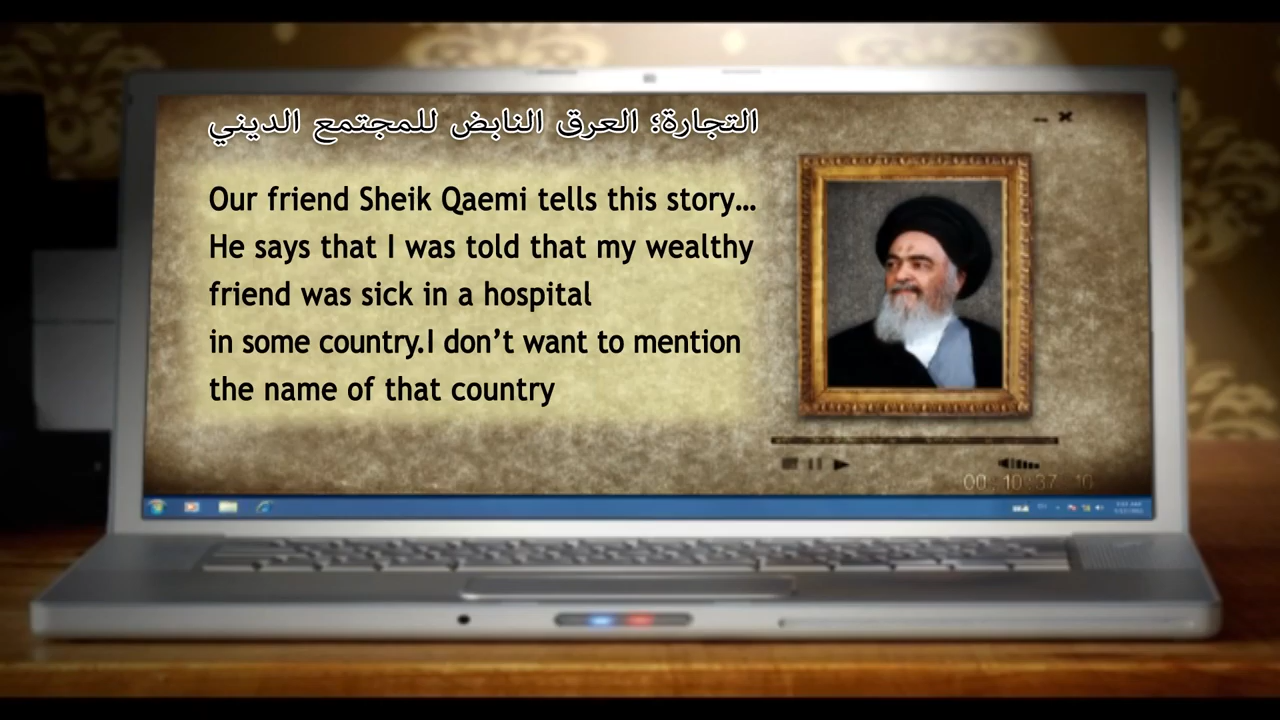 التجارة؛ العرق النابض للمجتمع الديني
Our friend Sheik Qaemi tells this story...
He says that I was told that my wealthy
friend was sick in a hospital
in some country.I don’t want to mention
the name of that country